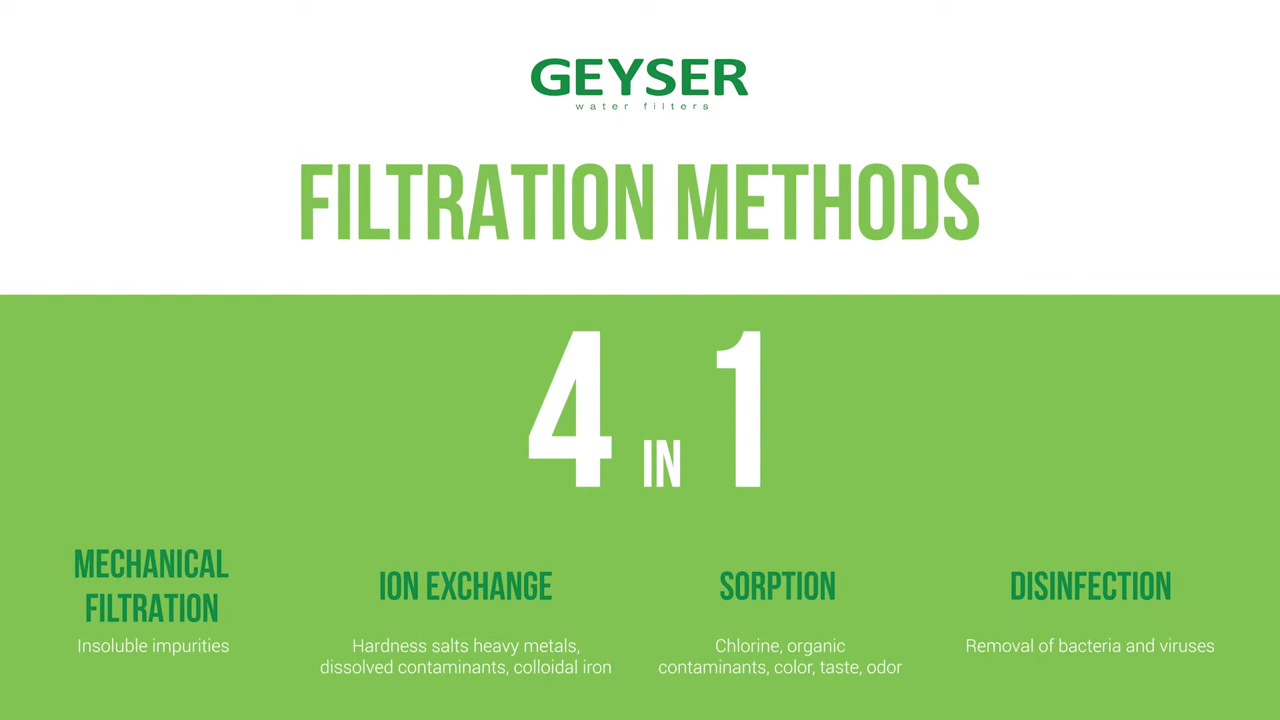 GEYSER
water filters
FILTRATION METHODS
4 IN 1
MECHANICAL
FILTRATION
Insoluble impurities
ION EXCHANGE
Hardness salts heavy metals,
dissolved contaminants, colloidal iron
SORPTION
Chlorine, organic
contaminants, color, taste, odor
DISINFECTION
Removal of bacteria and viruses